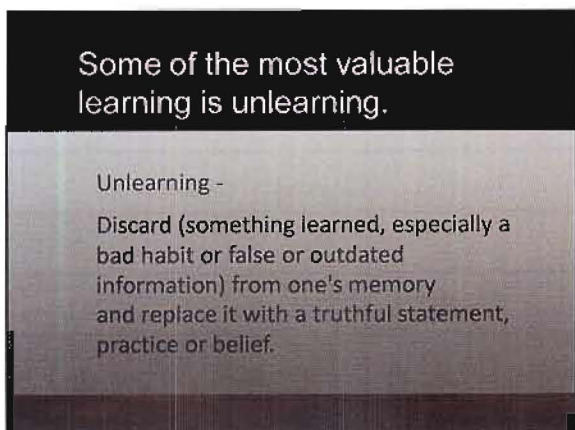 Some of the most valuable
learning is unlearning.
Unlearning -
Discard (something learned, especially a
bad habit or false or outdated
information) from one's memory
and replace it with a truthful statement,
practice or belief.